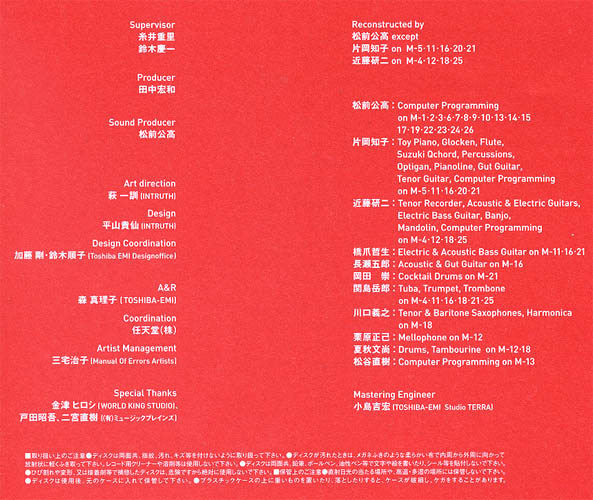 Supervisor
糸井重里
鈴木慶一
Producer
田中宏和
Sound Producer
松前公高
Art direction
萩 一訓 (INTRUTH)
Design
平山貴仙 (INTRUTH)
Design Coordination
加藤 剛・鈴木順子 (Toshiba EMI Designoffice)
A&R
森 真理子 (TOSHIBA-EMI)
Coordination
任天堂(株)
Artist Management
三宅治子 (Manual Of Errors Artists)
Special Thanks
金津 ヒロシ (WORLD KING STUDIO)、
戸田昭吾、二宮直樹 [(有)ミュージックブレインズ]
Reconstructed by
松前公高 except
片岡知子 on M-5・11・16・20・21
近藤研二 on M-4・12・18・25
松前公高：Computer Programming
on M-1・2・3・6・7・8・9・10・13・14・15
17・19・22・23・24・26
片岡知子：Toy Piano, Glocken, Flute,
Suzuki Qchord, Percussions,
Optigan, Pianoline, Gut Guitar,
Tenor Guitar, Computer Programming
on M-5・11・16・20・21
近藤研二：Tenor Recorder, Acoustic & Electric Guitars,
Electric Bass Guitar, Banjo,
Mandolin, Computer Programming
on M-4・12・18・25
橋爪哲生：Electric & Acoustic Bass Guitar on M-11・16・21
長瀬五郎：Acoustic & Gut Guitar on M-16
岡田 崇：Cocktail Drums on M-21
関島岳郎：Tuba, Trumpet, Trombone
on M-4・11・16・18・21・25
川口義之：Tenor & Baritone Saxophones, Harmonica
on M-18
栗原正己：Mellophone on M-12
夏秋文尚：Drums, Tambourine on M-12・18
松谷直樹：Computer Programming on M-13
Mastering Engineer
小島吉宏 (TOSHIBA-EMI Studio TERRA)
■取り扱い上のご注意●ディスクは両面共、指紋、汚れ、キズ等を付けないように取り扱って下さい。●ディスクが汚れたときは、メガネふきのような柔らかい布で内周から外周に向かって
放射状に軽くふき取って下さい。レコード用クリーナーや溶剤等は使用しないで下さい。●ディスクは両面共、鉛筆、ボールペン、油性ペン等で文字や絵を書いたり、シール等を貼付しないで下さい。
●ひび割れや変形、又は接着剤等で補修したディスクは、危険ですから絶対に使用しないで下さい。■保管上のご注意●直射日光の当たる場所や、高温・多湿の場所には保管しないで下さい。
●ディスクは使用後、元のケースに入れて保管して下さい。●プラスチックケースの上に重いものを置いたり、落としたりすると、ケースが破損し、ケガをすることがあります。